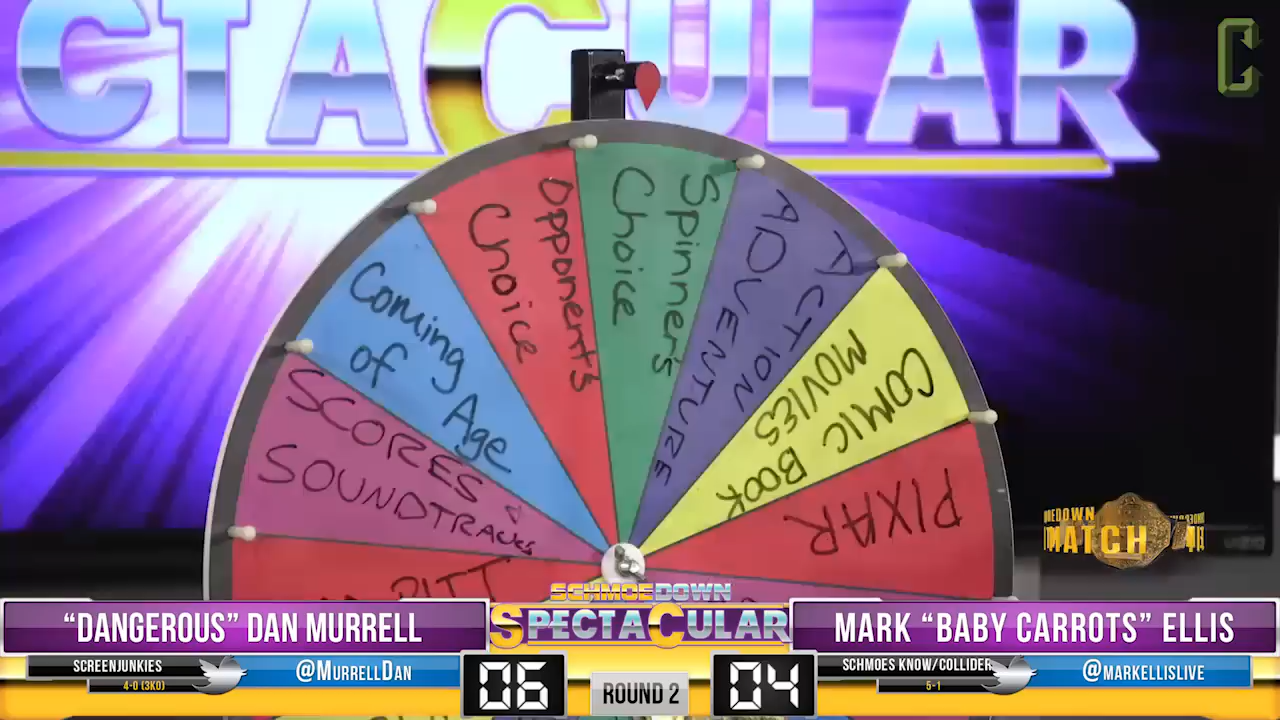 CTACULAR
C
Spinner's
Choice
Opponents
Choice
Coming
of Age
SCORES &
SOUNDTRACKS
PITT
ACTION
ADVENTURE
COMIC BOOK
MOVIES
PIXAR
MATCH
SCHMOEDOWN
SPECTACULAR
"DANGEROUS" DAN MURRELL
MARK "BABY CARROTS" ELLIS
SCREENJUNKIES
4-0 (3KO)
@MURRELLDAN
06
ROUND 2
04
SCHMOES KNOW/COLLIDER
5-1
@MARKELLISLIVE